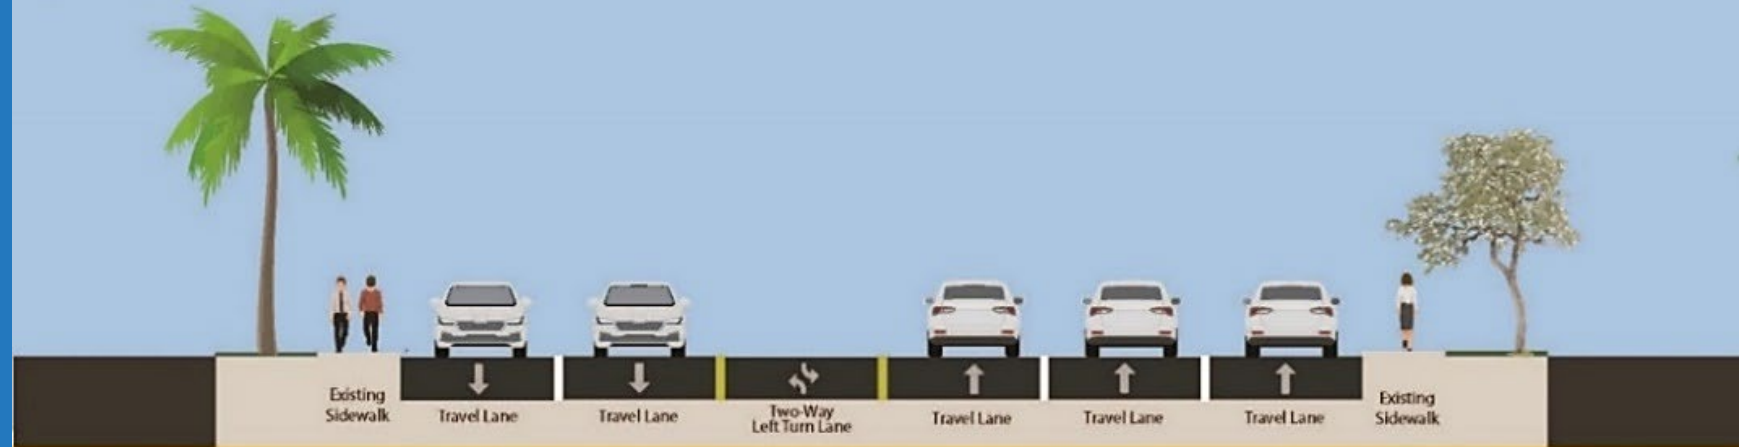 Existing
Sidewalk
Travel Lane
Travel Lane
Two-Way
Left Turn Lane
Travel Lane
Travel Lane
Travel Lane
Existing
Sidewalk